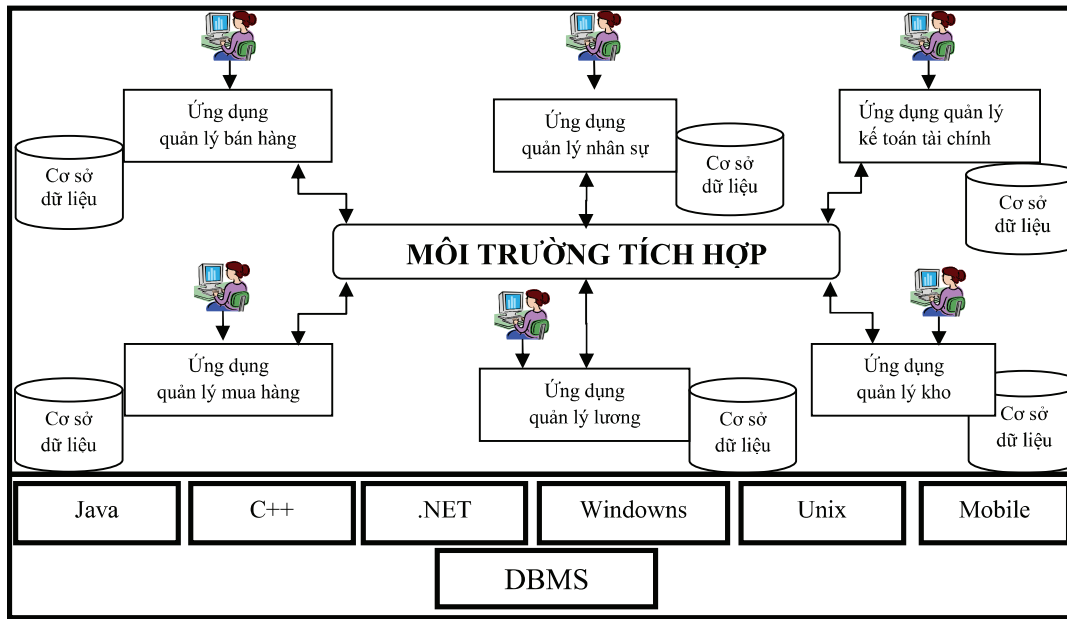 Ứng dụng
quản lý bán hàng
Cơ sở
dữ liệu
Ứng dụng
quản lý nhân sự
Cơ sở
dữ liệu
Ứng dụng quản lý
kế toán tài chính
Cơ sở
dữ liệu
MÔI TRƯỜNG TÍCH HỢP
Ứng dụng
quản lý mua hàng
Cơ sở
dữ liệu
Ứng dụng
quản lý lương
Cơ sở
dữ liệu
Ứng dụng
quản lý kho
Cơ sở
dữ liệu
Java
C++
.NET
Windowns
Unix
Mobile
DBMS